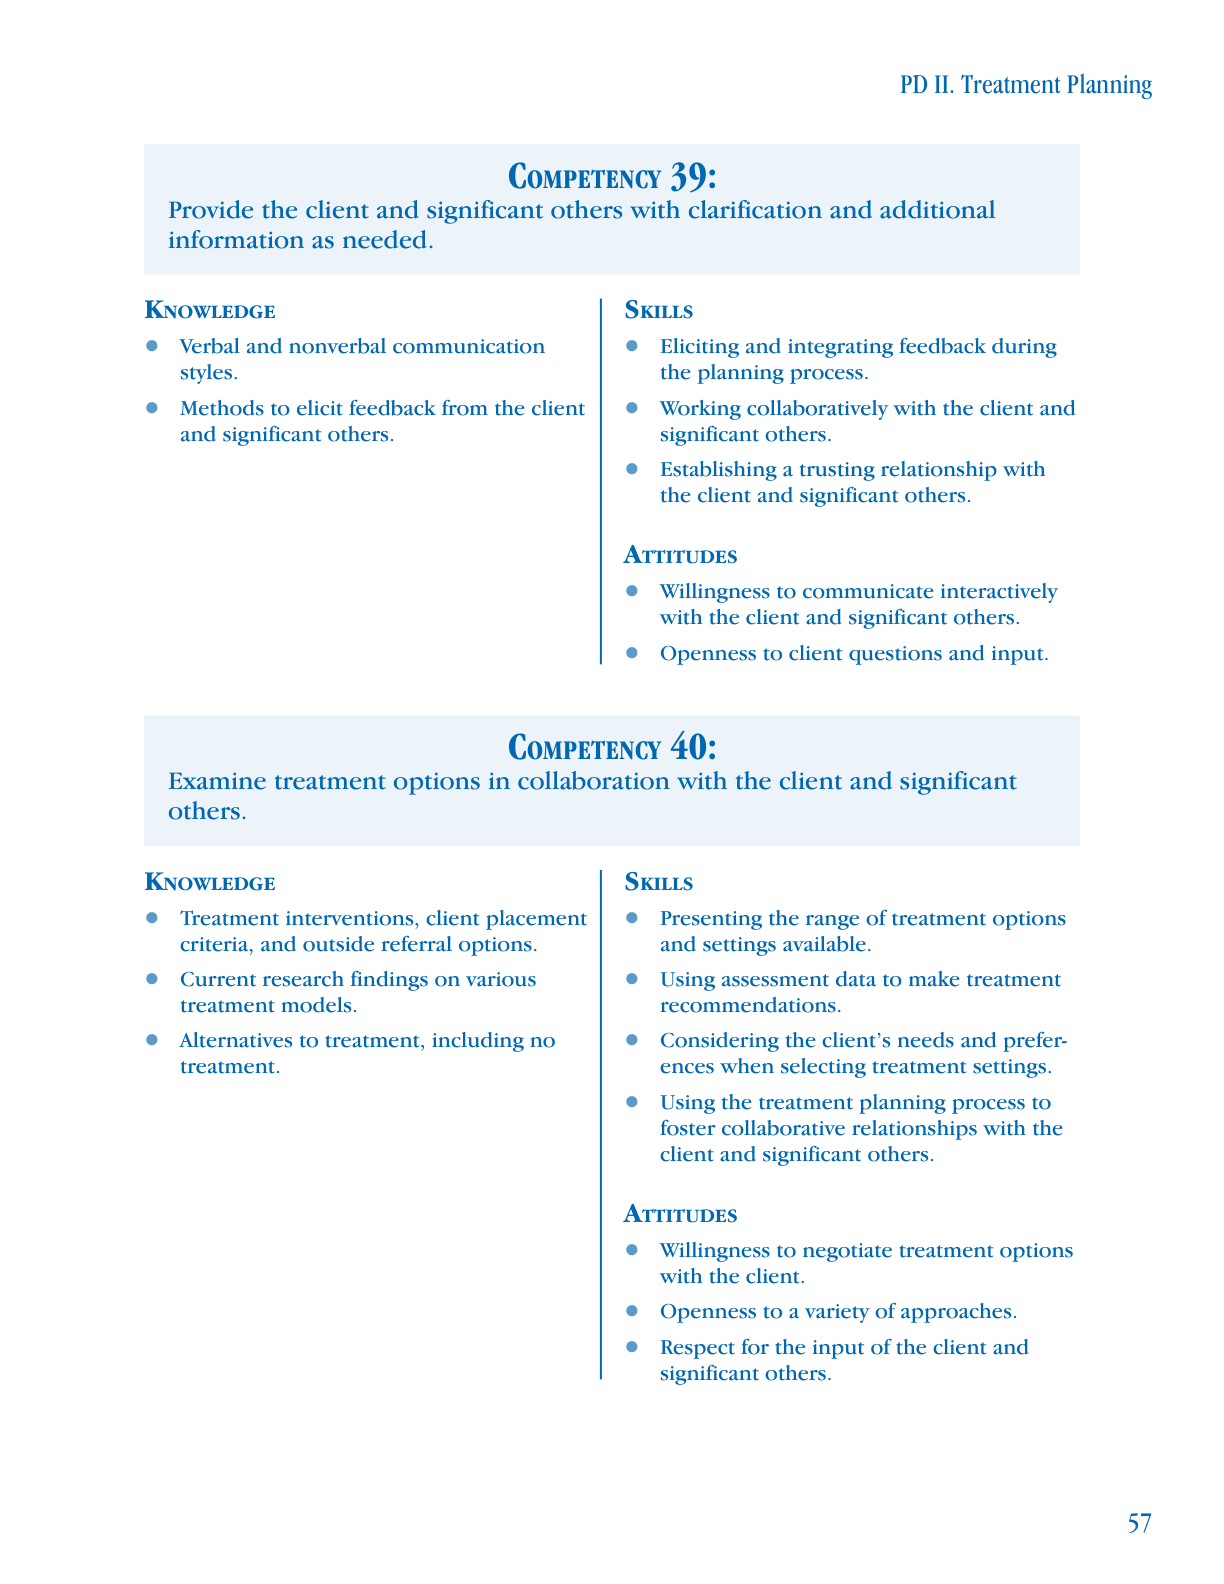 PD II. Treatment Planning
COMPETENCY 39:
Provide the client and significant others with clarification and additional
information as needed.
KNOWLEDGE
● Verbal and nonverbal communication
styles.
● Methods to elicit feedback from the client
and significant others.
SKILLS
● Eliciting and integrating feedback during
the planning process.
● Working collaboratively with the client and
significant others.
● Establishing a trusting relationship with
the client and significant others.
ATTITUDES
● Willingness to communicate interactively
with the client and significant others.
● Openness to client questions and input.
COMPETENCY 40:
Examine treatment options in collaboration with the client and significant
others.
KNOWLEDGE
● Treatment interventions, client placement
criteria, and outside referral options.
● Current research findings on various
treatment models.
● Alternatives to treatment, including no
treatment.
SKILLS
● Presenting the range of treatment options
and settings available.
● Using assessment data to make treatment
recommendations.
● Considering the client’s needs and prefer-
ences when selecting treatment settings.
● Using the treatment planning process to
foster collaborative relationships with the
client and significant others.
ATTITUDES
● Willingness to negotiate treatment options
with the client.
● Openness to a variety of approaches.
● Respect for the input of the client and
significant others.
57